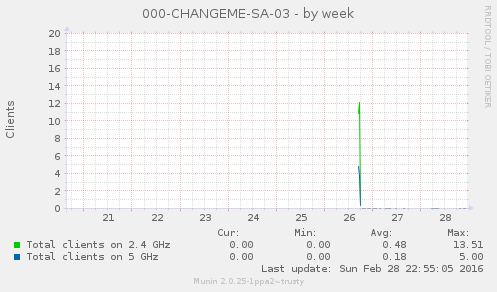 000-CHANGEME-SA-03 - by week
RRDTOOL / TOBI OETIKER
Clients
20
18
16
14
12
10
8
6
4
2
0
21 22 23 24 25 26 27 28
Cur: Min: Avg: Max:
Total clients on 2.4 GHz 0.00 0.00 0.48 13.51
Total clients on 5 GHz 0.00 0.00 0.18 5.00
Last update: Sun Feb 28 22:55:05 2016
Munin 2.0.25-1ppa2~trusty